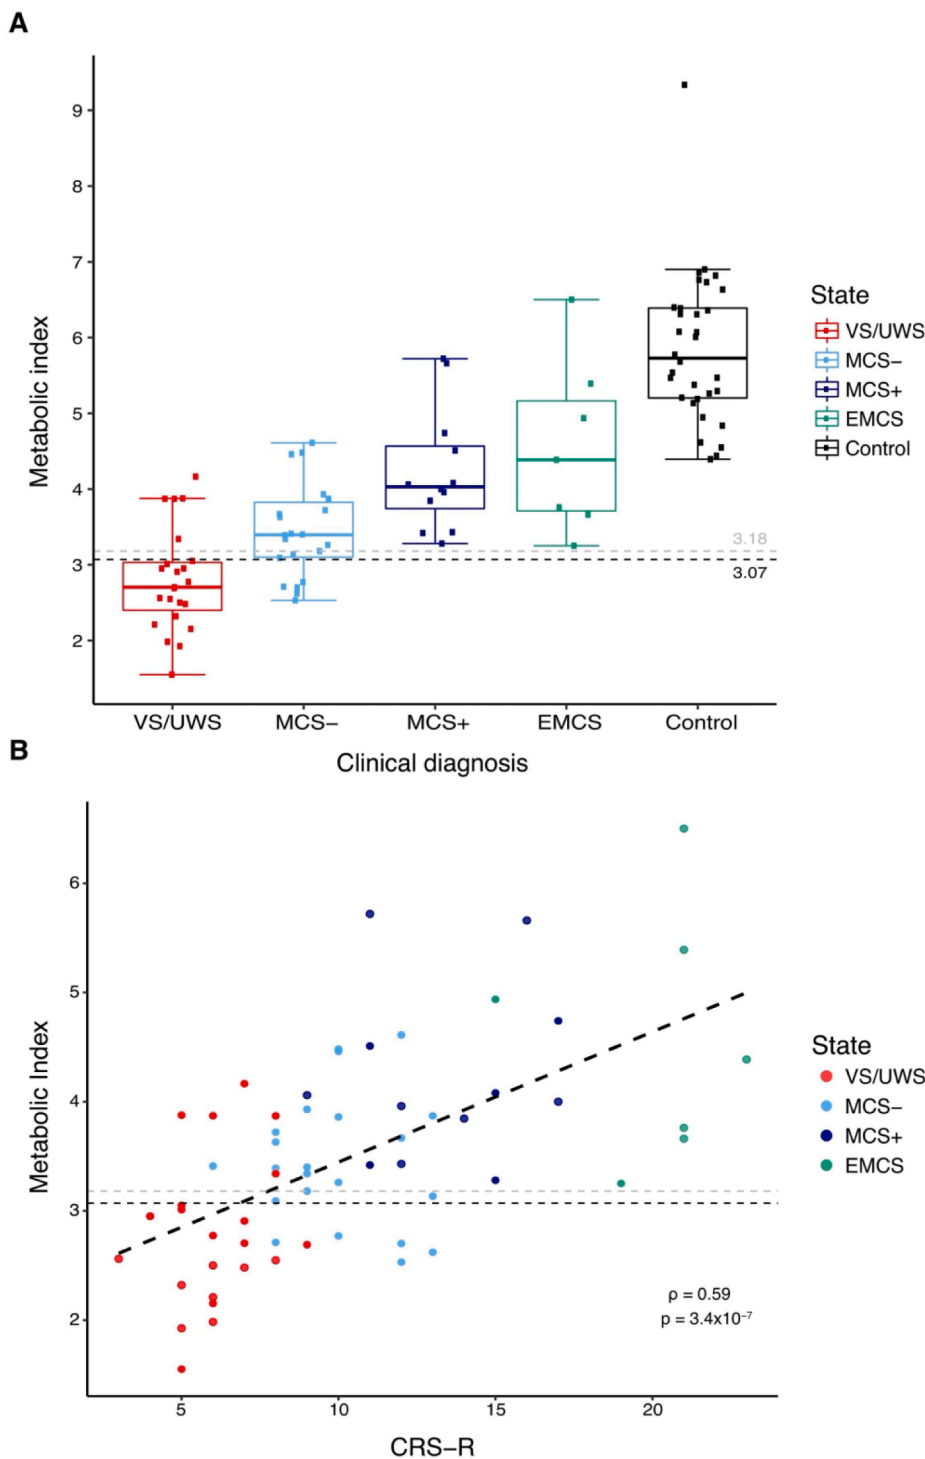 A
Metabolic index
9
8
7
6
5
4
3
2
3.18
3.07
VS/UWS
MCS−
MCS+
EMCS
Control
Clinical diagnosis
State
VS/UWS
MCS−
MCS+
EMCS
Control
B
Metabolic Index
6
5
4
3
2
ρ = 0.59
p = 3.4x10⁻⁷
5
10
15
20
CRS−R
State
VS/UWS
MCS−
MCS+
EMCS